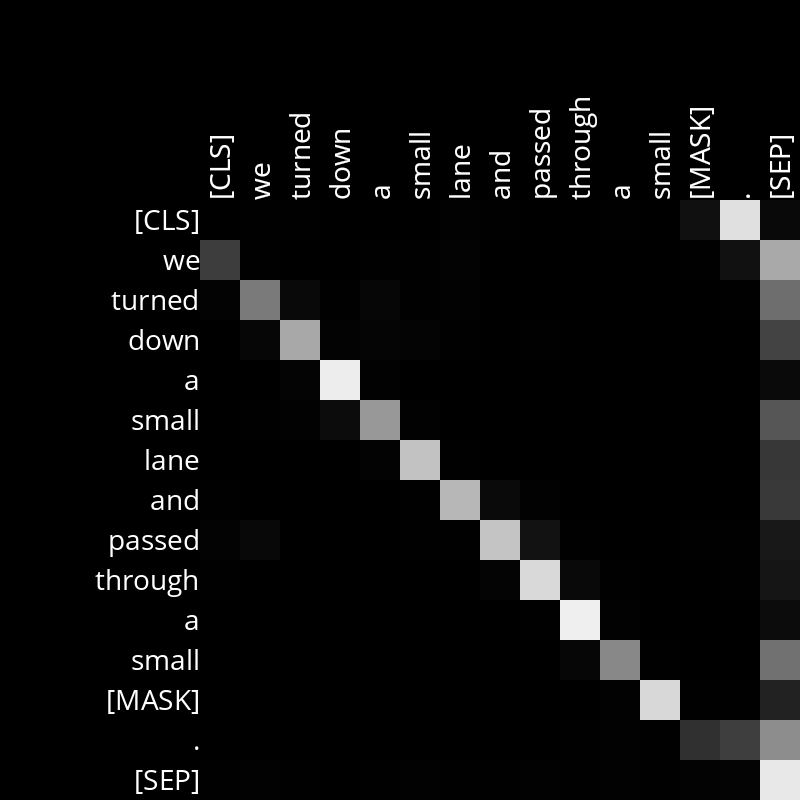 [CLS] we turned down a small lane and passed through a small [MASK] . [SEP]
[CLS]
we
turned
down
a
small
lane
and
passed
through
a
small
[MASK]
.
[SEP]